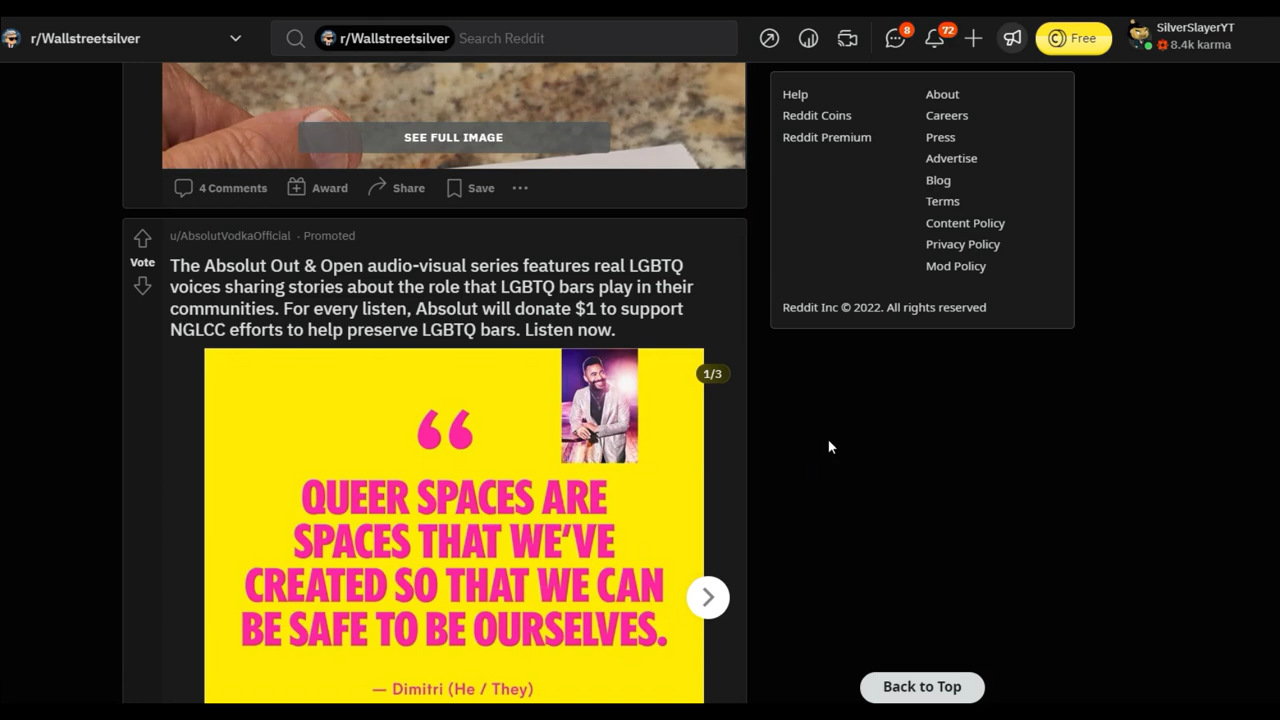 r/Wallstreetsilver
r/Wallstreetsilver Search Reddit
8
72
Free
SilverSlayerYT
8.4k karma
SEE FULL IMAGE
4 Comments Award Share Save
u/AbsolutVodkaOfficial · Promoted
Vote
The Absolut Out & Open audio-visual series features real LGBTQ
voices sharing stories about the role that LGBTQ bars play in their
communities. For every listen, Absolut will donate $1 to support
NGLCC efforts to help preserve LGBTQ bars. Listen now.
1/3
“
QUEER SPACES ARE
SPACES THAT WE’VE
CREATED SO THAT WE CAN
BE SAFE TO BE OURSELVES.
— Dimitri (He / They)
Help
Reddit Coins
Reddit Premium
About
Careers
Press
Advertise
Blog
Terms
Content Policy
Privacy Policy
Mod Policy
Reddit Inc © 2022. All rights reserved
Back to Top